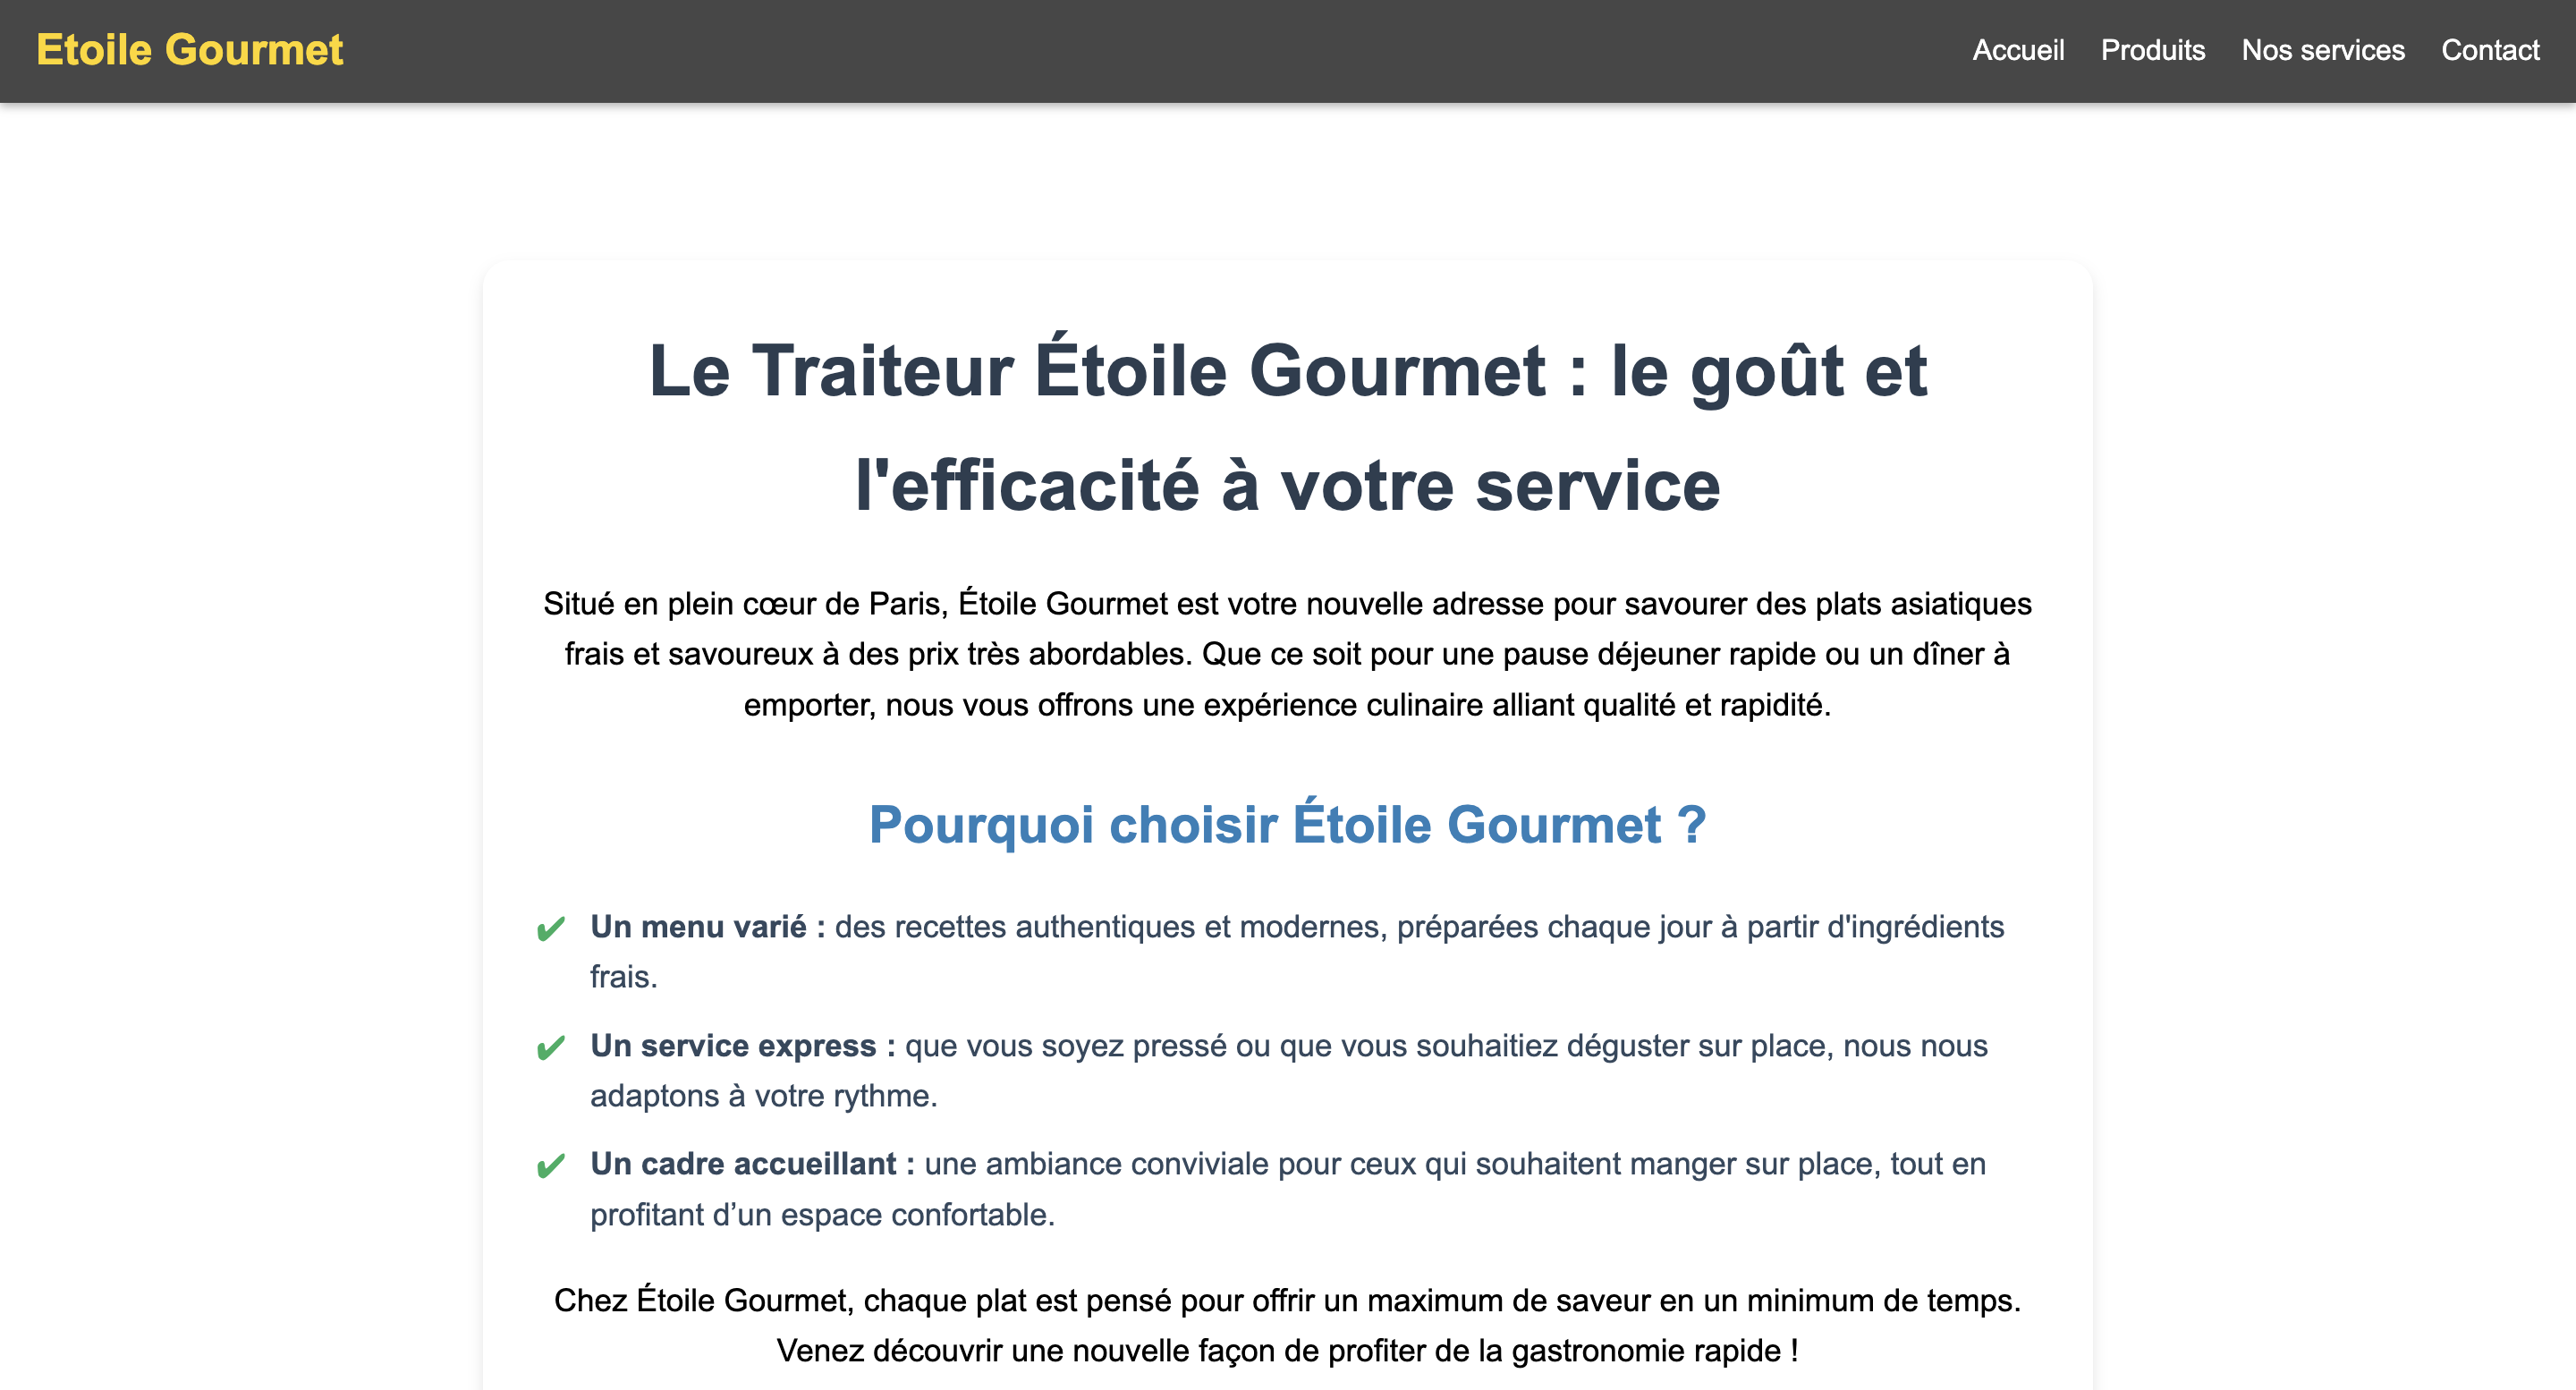 Etoile Gourmet
Accueil Produits Nos services Contact
Le Traiteur Étoile Gourmet : le goût et
l'efficacité à votre service
Situé en plein cœur de Paris, Étoile Gourmet est votre nouvelle adresse pour savourer des plats asiatiques
frais et savoureux à des prix très abordables. Que ce soit pour une pause déjeuner rapide ou un dîner à
emporter, nous vous offrons une expérience culinaire alliant qualité et rapidité.
Pourquoi choisir Étoile Gourmet ?
✔ Un menu varié : des recettes authentiques et modernes, préparées chaque jour à partir d'ingrédients
frais.
✔ Un service express : que vous soyez pressé ou que vous souhaitiez déguster sur place, nous nous
adaptons à votre rythme.
✔ Un cadre accueillant : une ambiance conviviale pour ceux qui souhaitent manger sur place, tout en
profitant d’un espace confortable.
Chez Étoile Gourmet, chaque plat est pensé pour offrir un maximum de saveur en un minimum de temps.
Venez découvrir une nouvelle façon de profiter de la gastronomie rapide !